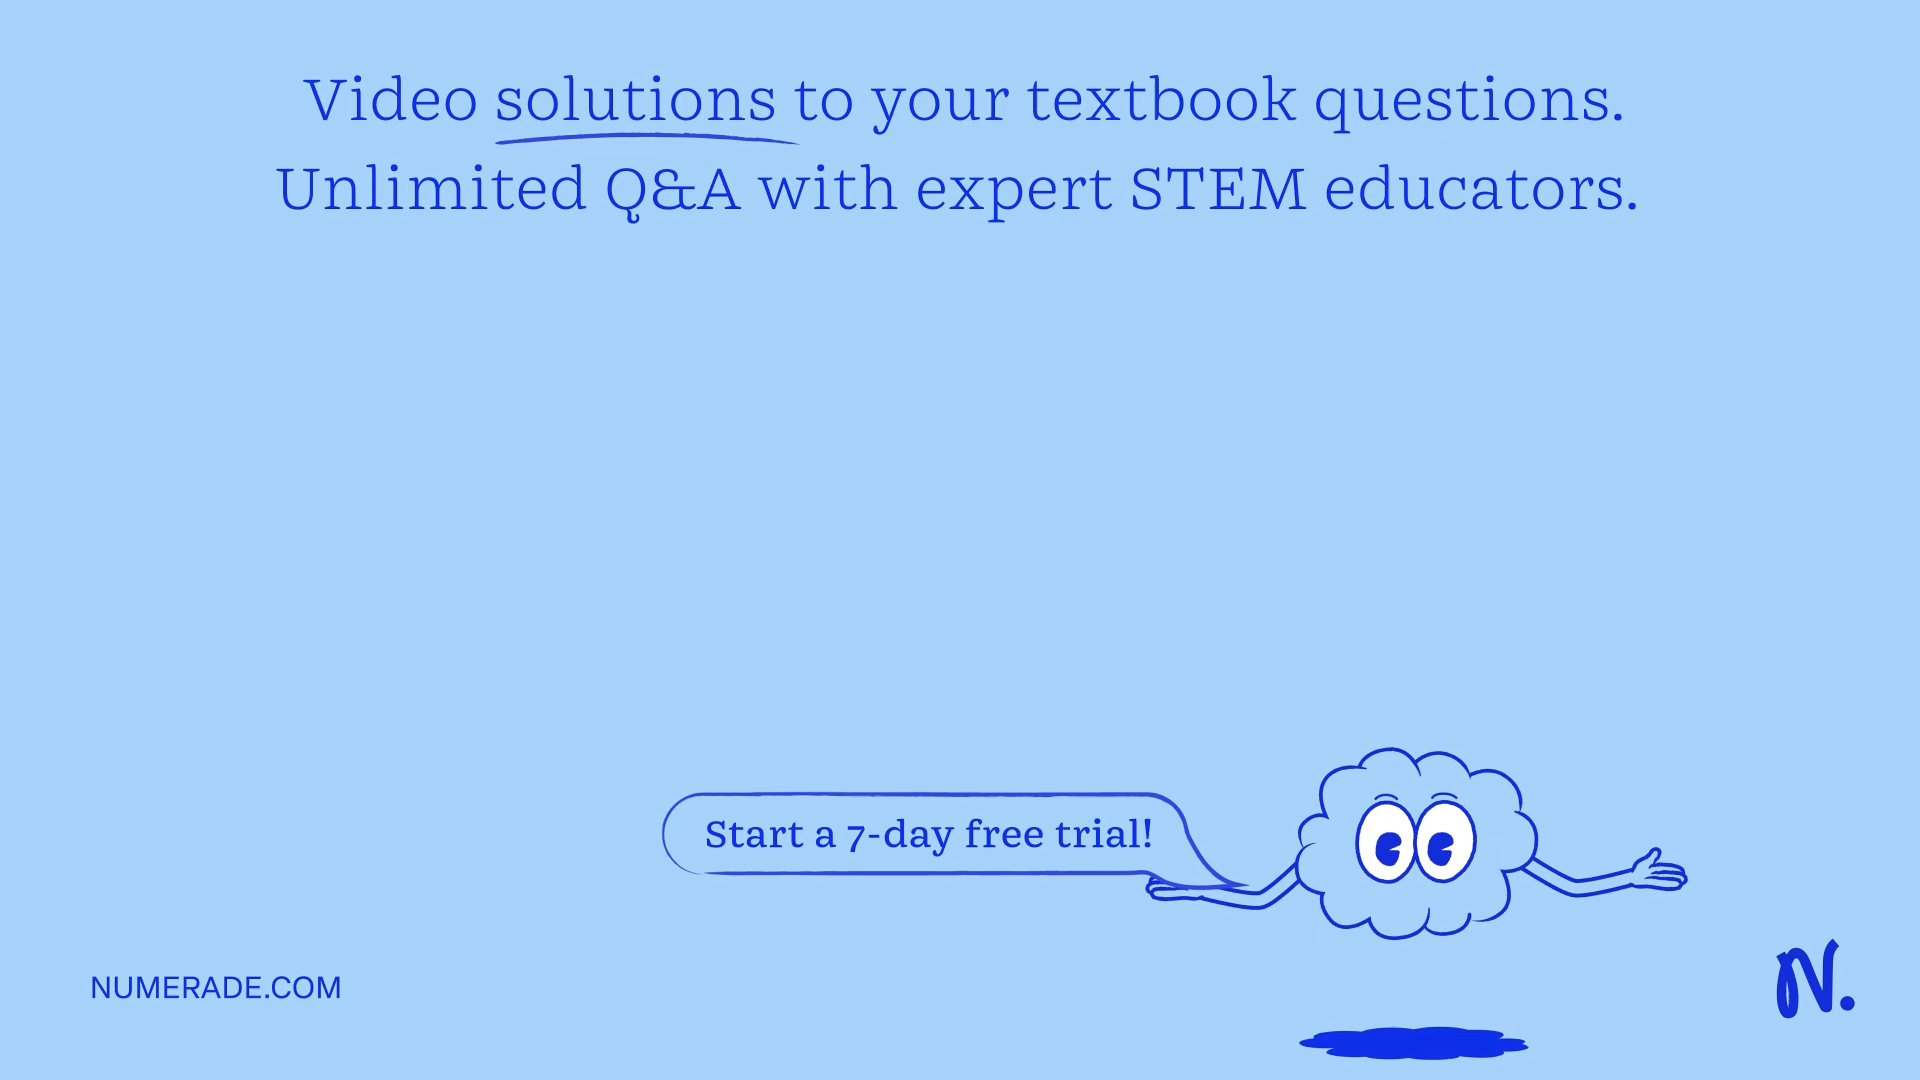 Video solutions to your textbook questions.
Unlimited Q&A with expert STEM educators.
Start a 7-day free trial!
NUMERADE.COM
N.